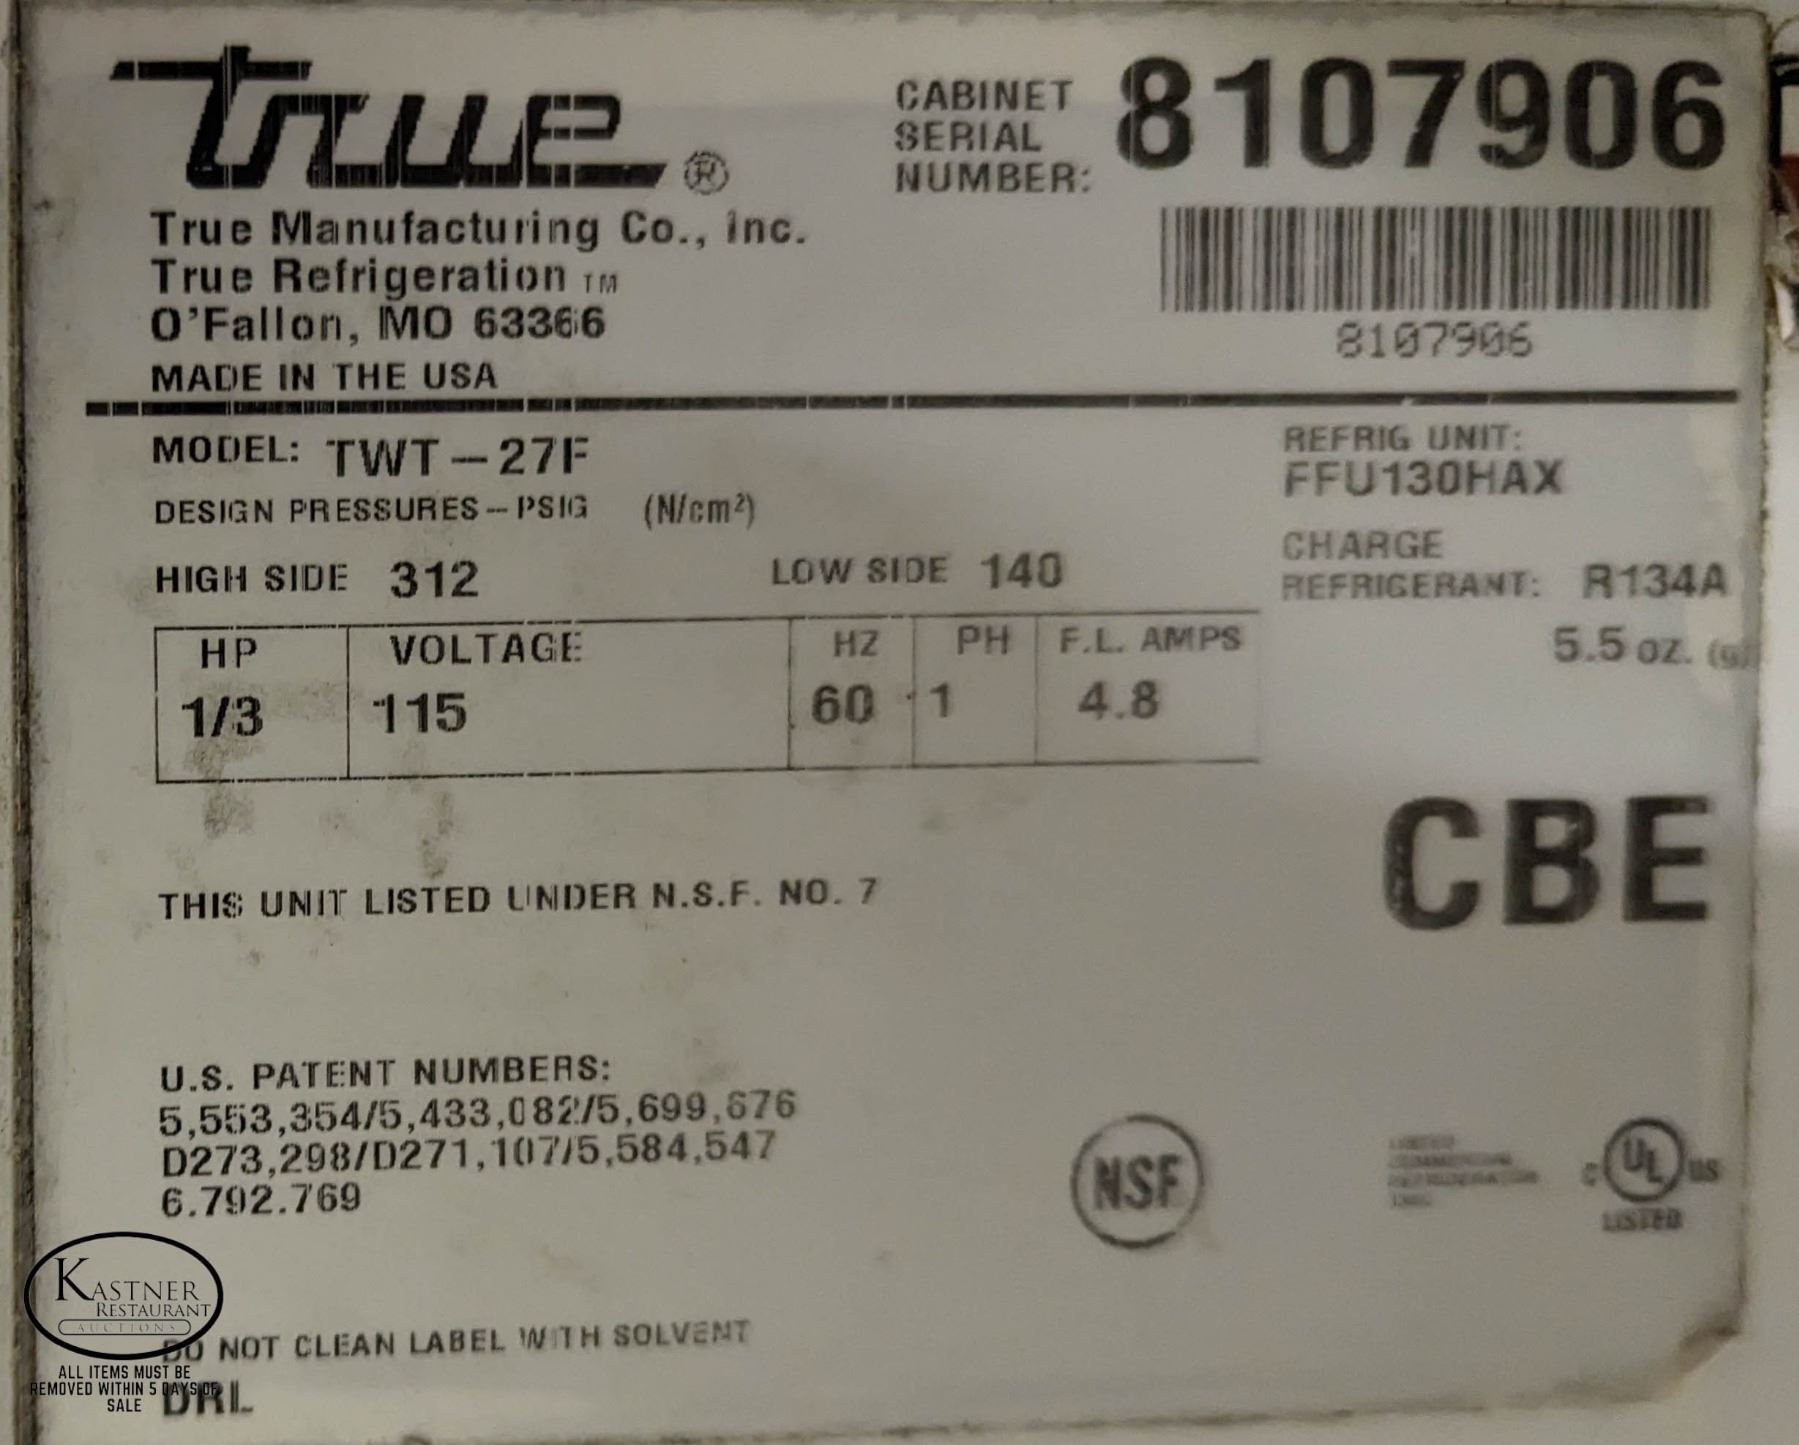 True ®
True Manufacturing Co., Inc.
True Refrigeration TM
O'Fallon, MO 63366
MADE IN THE USA
CABINET
SERIAL
NUMBER: 8107906
8107906
MODEL: TWT-27F
DESIGN PRESSURES-PSIG (N/cm²)
HIGH SIDE 312 LOW SIDE 140
REFRIG UNIT:
FFU130HAX
CHARGE
REFRIGERANT: R134A
5.5 oz. (g)
HP VOLTAGE HZ PH F.L. AMPS
1/3 115 60 1 4.8
CBE
THIS UNIT LISTED UNDER N.S.F. NO. 7
U.S. PATENT NUMBERS:
5,553,354/5,433,082/5,699,676
D273,298/D271,107/5,584,547
6.792.769
NSF
LISTED
COMMERCIAL
REFRIGERATOR
C UL US
LISTED
DO NOT CLEAN LABEL WITH SOLVENT
DRL
KASTNER
RESTAURANT
AUCTIONS
ALL ITEMS MUST BE
REMOVED WITHIN 5 DAYS OF
SALE